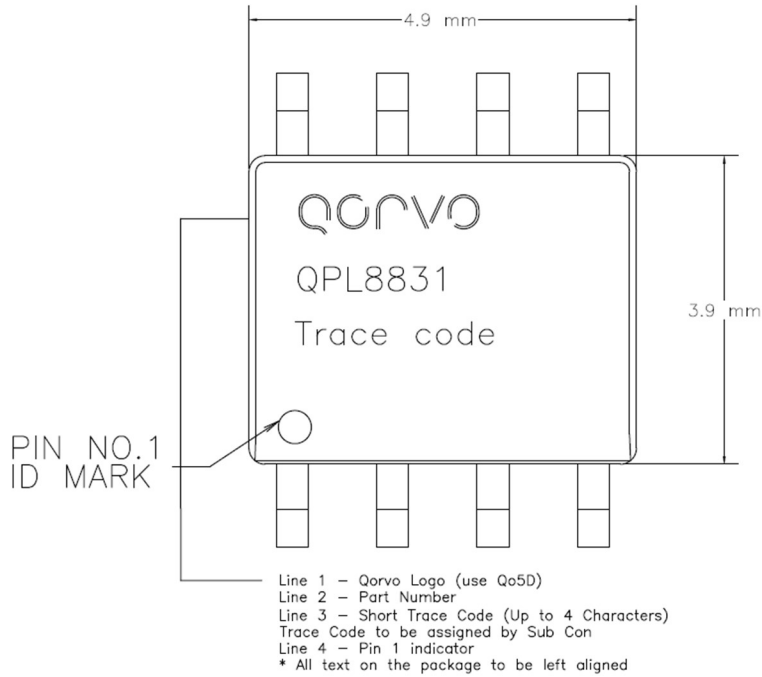 4.9 mm
Qorvo
QPL8831
Trace code
3.9 mm
PIN NO.1
ID MARK
Line 1 – Qorvo Logo (use Qo5D)
Line 2 – Part Number
Line 3 – Short Trace Code (Up to 4 Characters)
Trace Code to be assigned by Sub Con
Line 4 – Pin 1 indicator
* All text on the package to be left aligned